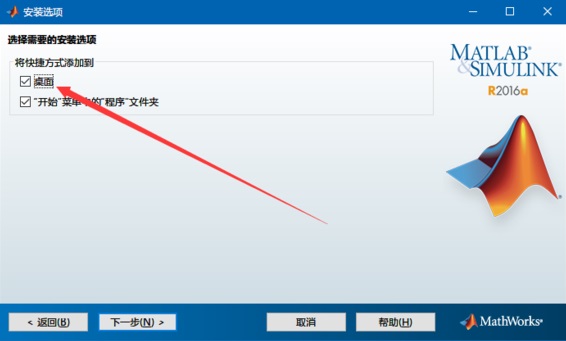 安装选项
选择需要的安装选项
将快捷方式添加到
桌面
"开始"菜单中的"程序"文件夹
MATLAB®
&SIMULINK®
R2016a
< 返回(B)
下一步(N) >
取消
帮助(H)
MathWorks®